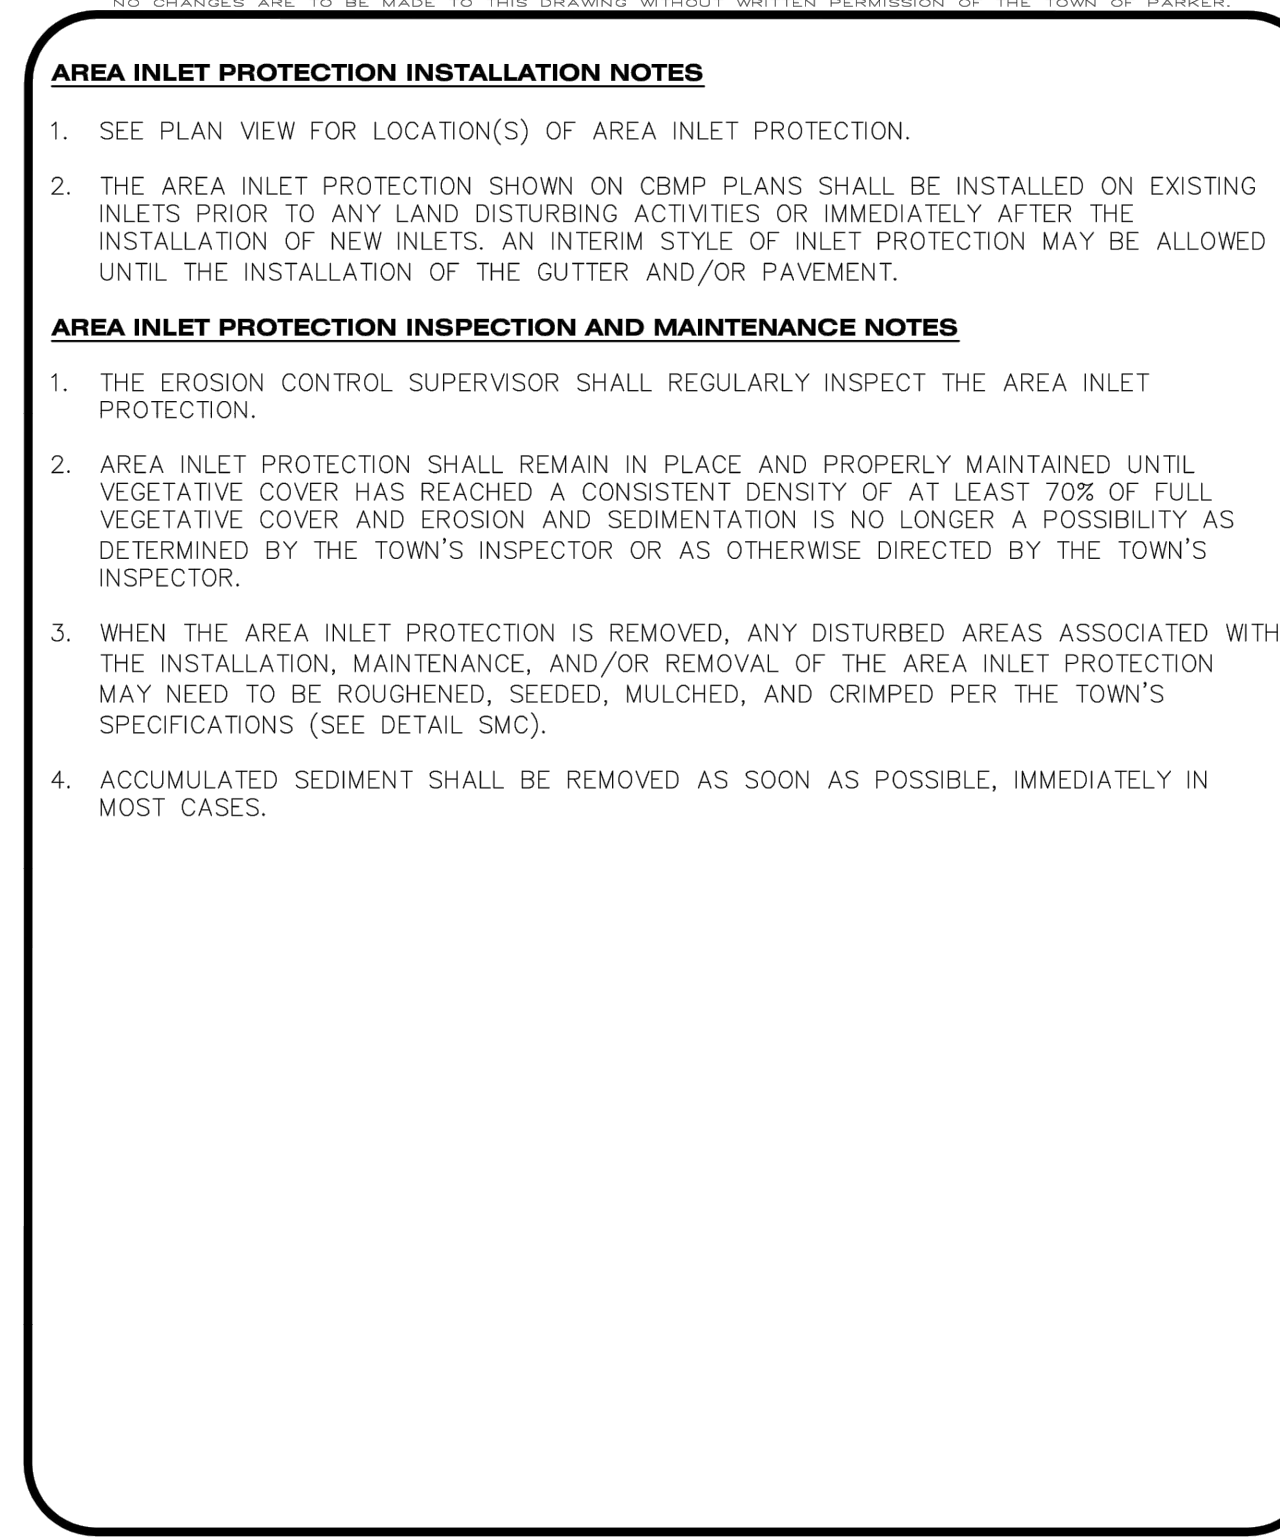 NO CHANGES ARE TO BE MADE TO THIS DRAWING WITHOUT WRITTEN PERMISSION OF THE TOWN OF PARKER.
AREA INLET PROTECTION INSTALLATION NOTES
1. SEE PLAN VIEW FOR LOCATION(S) OF AREA INLET PROTECTION.
2. THE AREA INLET PROTECTION SHOWN ON CBMP PLANS SHALL BE INSTALLED ON EXISTING
INLETS PRIOR TO ANY LAND DISTURBING ACTIVITIES OR IMMEDIATELY AFTER THE
INSTALLATION OF NEW INLETS. AN INTERIM STYLE OF INLET PROTECTION MAY BE ALLOWED
UNTIL THE INSTALLATION OF THE GUTTER AND/OR PAVEMENT.
AREA INLET PROTECTION INSPECTION AND MAINTENANCE NOTES
1. THE EROSION CONTROL SUPERVISOR SHALL REGULARLY INSPECT THE AREA INLET
PROTECTION.
2. AREA INLET PROTECTION SHALL REMAIN IN PLACE AND PROPERLY MAINTAINED UNTIL
VEGETATIVE COVER HAS REACHED A CONSISTENT DENSITY OF AT LEAST 70% OF FULL
VEGETATIVE COVER AND EROSION AND SEDIMENTATION IS NO LONGER A POSSIBILITY AS
DETERMINED BY THE TOWN'S INSPECTOR OR AS OTHERWISE DIRECTED BY THE TOWN'S
INSPECTOR.
3. WHEN THE AREA INLET PROTECTION IS REMOVED, ANY DISTURBED AREAS ASSOCIATED WITH
THE INSTALLATION, MAINTENANCE, AND/OR REMOVAL OF THE AREA INLET PROTECTION
MAY NEED TO BE ROUGHENED, SEEDED, MULCHED, AND CRIMPED PER THE TOWN'S
SPECIFICATIONS (SEE DETAIL SMC).
4. ACCUMULATED SEDIMENT SHALL BE REMOVED AS SOON AS POSSIBLE, IMMEDIATELY IN
MOST CASES.